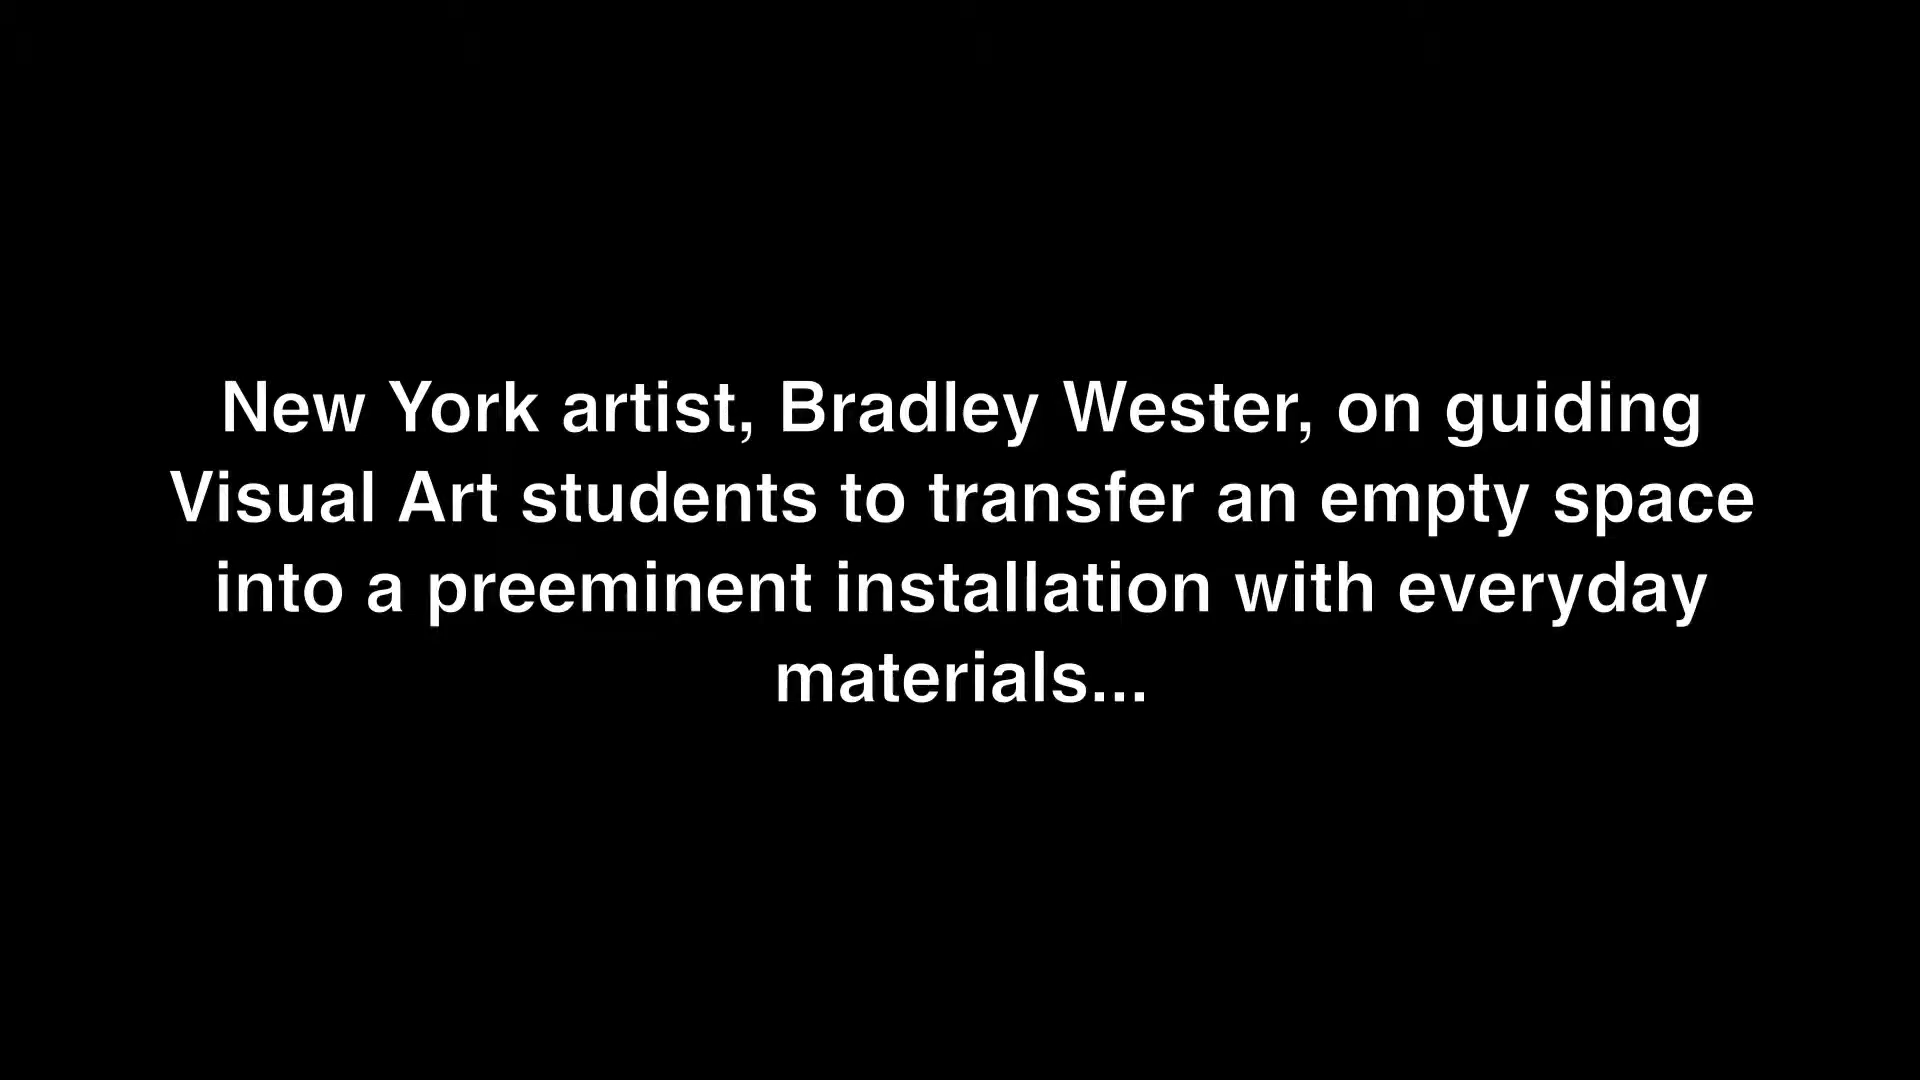 New York artist, Bradley Wester, on guiding
Visual Art students to transfer an empty space
into a preeminent installation with everyday
materials...